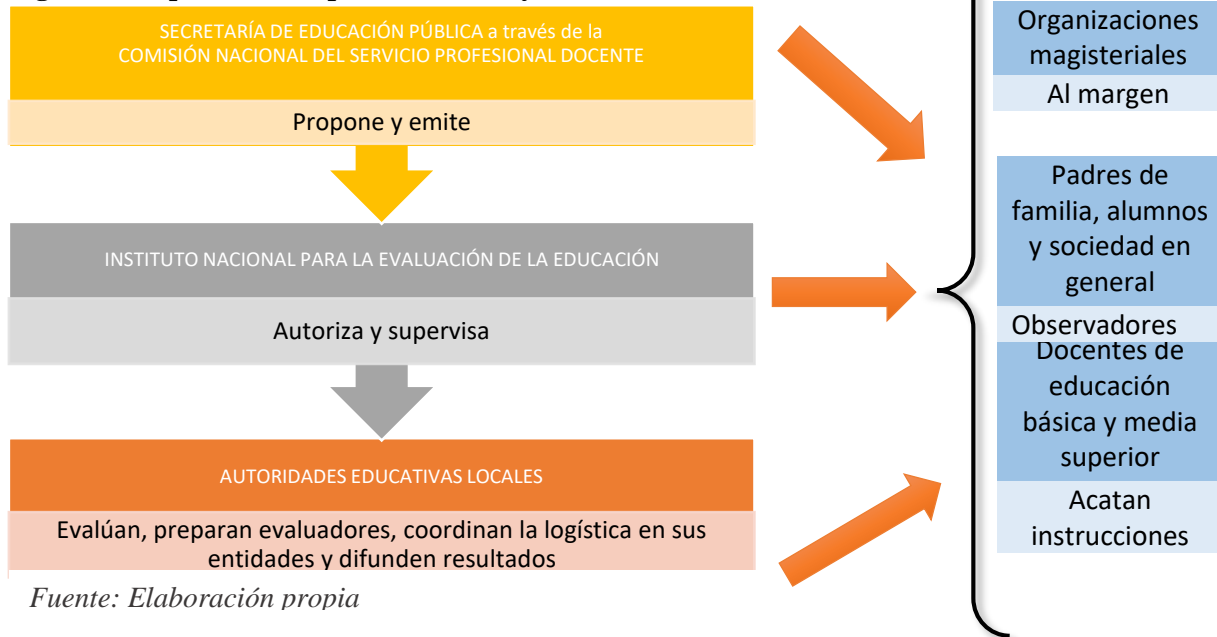 SECRETARÍA DE EDUCACIÓN PÚBLICA a través de la
COMISIÓN NACIONAL DEL SERVICIO PROFESIONAL DOCENTE
Propone y emite
INSTITUTO NACIONAL PARA LA EVALUACIÓN DE LA EDUCACIÓN
Autoriza y supervisa
AUTORIDADES EDUCATIVAS LOCALES
Evalúan, preparan evaluadores, coordinan la logística en sus
entidades y difunden resultados
Organizaciones
magisteriales
Al margen
Padres de
familia, alumnos
y sociedad en
general
Observadores
Docentes de
educación
básica y media
superior
Acatan
instrucciones
Fuente: Elaboración propia